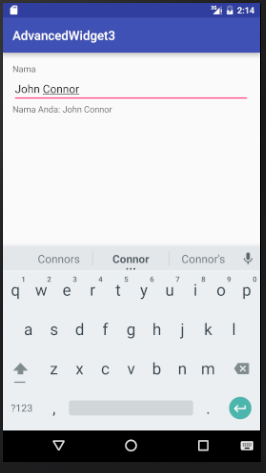 2:14
AdvancedWidget3
Nama
John Connor
Nama Anda: John Connor
Connors Connor Connor's
1 2 3 4 5 6 7 8 9 0
q w e r t y u i o p
a s d f g h j k l
z x c v b n m
?123 , .